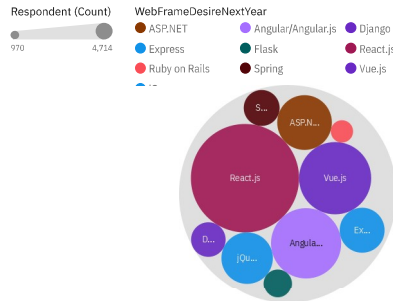 Respondent (Count)
970
4,714
WebFrameDesireNextYear
ASP.NET
Angular/Angular.js
Django
Express
Flask
React.js
Ruby on Rails
Spring
Vue.js
S...
ASP.N...
React.js
Vue.js
D...
jQu...
Angula...
Ex...